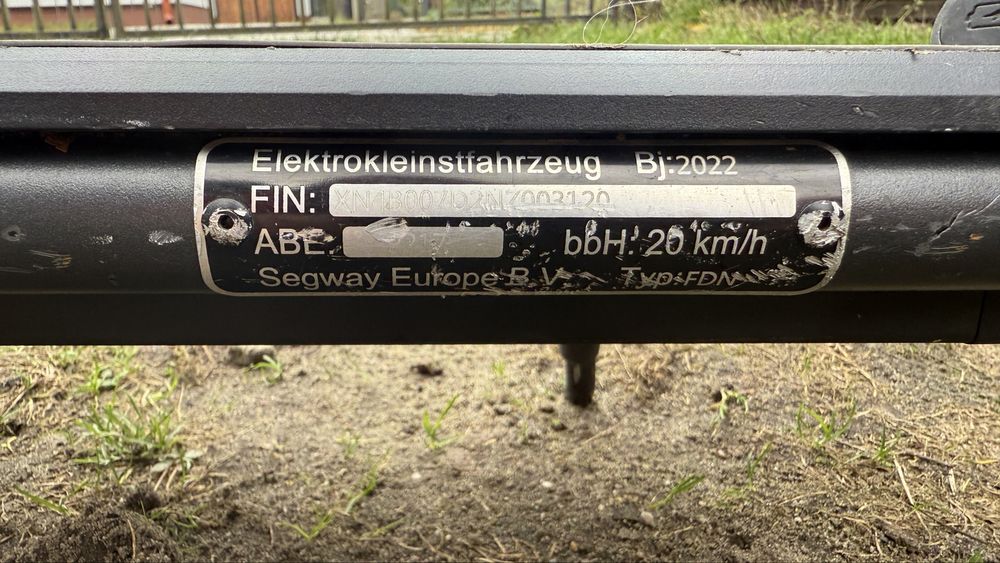 Elektrokleinstfahrzeug Bj:2022
FIN:
ABE:
bbH: 20 km/h
Segway Europe B.V. Typ:FDN